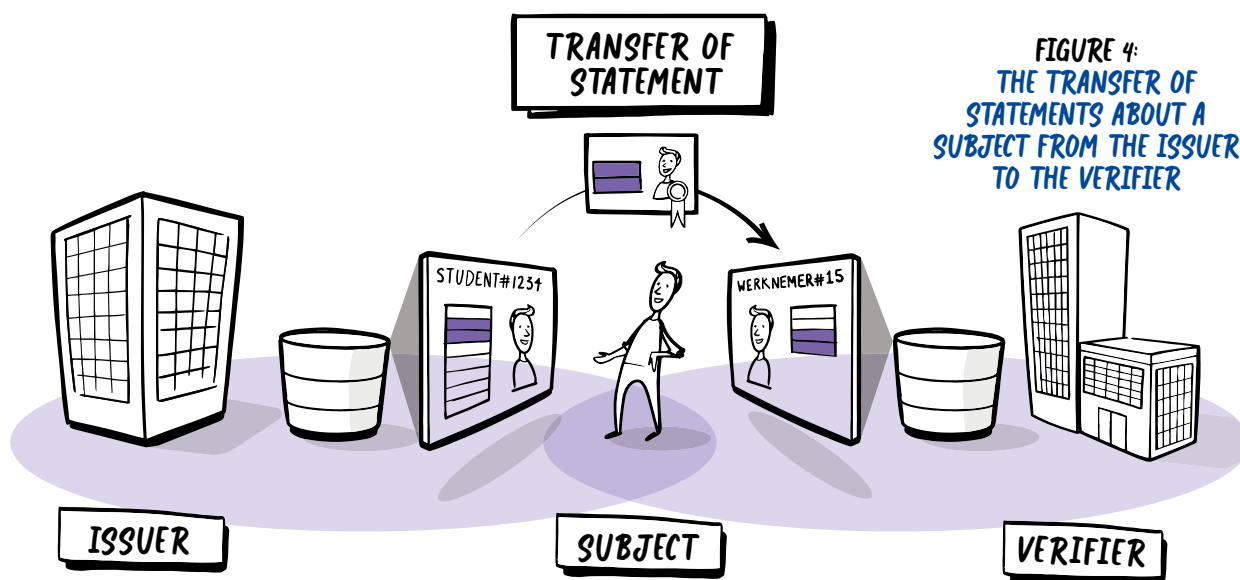 TRANSFER OF
STATEMENT
FIGURE 4:
THE TRANSFER OF
STATEMENTS ABOUT A
SUBJECT FROM THE ISSUER
TO THE VERIFIER
STUDENT#1234
WERKNEMER#15
ISSUER
SUBJECT
VERIFIER